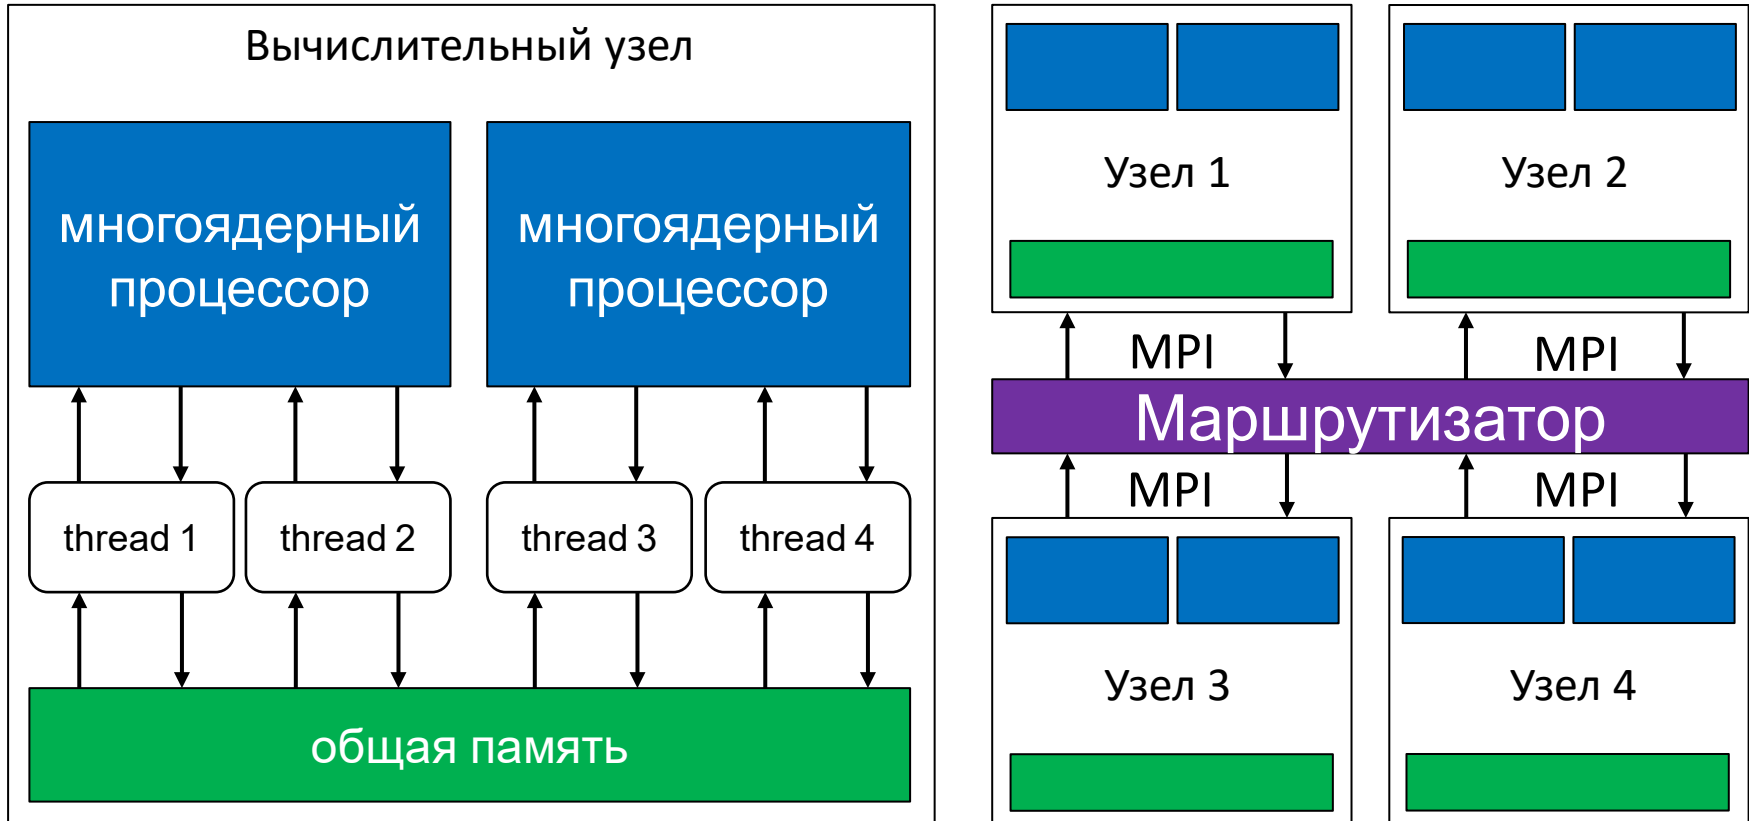 Вычислительный узел
многоядерный
процессор
многоядерный
процессор
thread 1
thread 2
thread 3
thread 4
общая память
Узел 1
Узел 2
MPI
MPI
Маршрутизатор
MPI
MPI
Узел 3
Узел 4